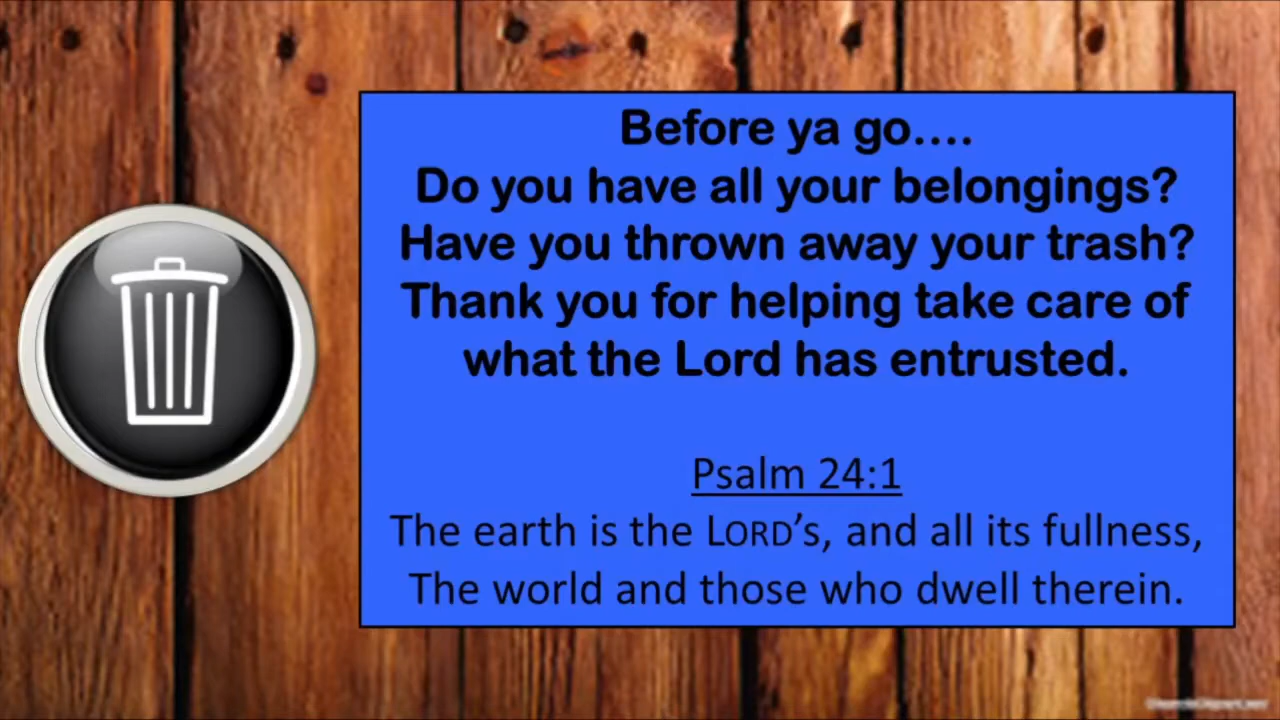 Before ya go....
Do you have all your belongings?
Have you thrown away your trash?
Thank you for helping take care of
what the Lord has entrusted.
Psalm 24:1
The earth is the LORD’s, and all its fullness,
The world and those who dwell therein.